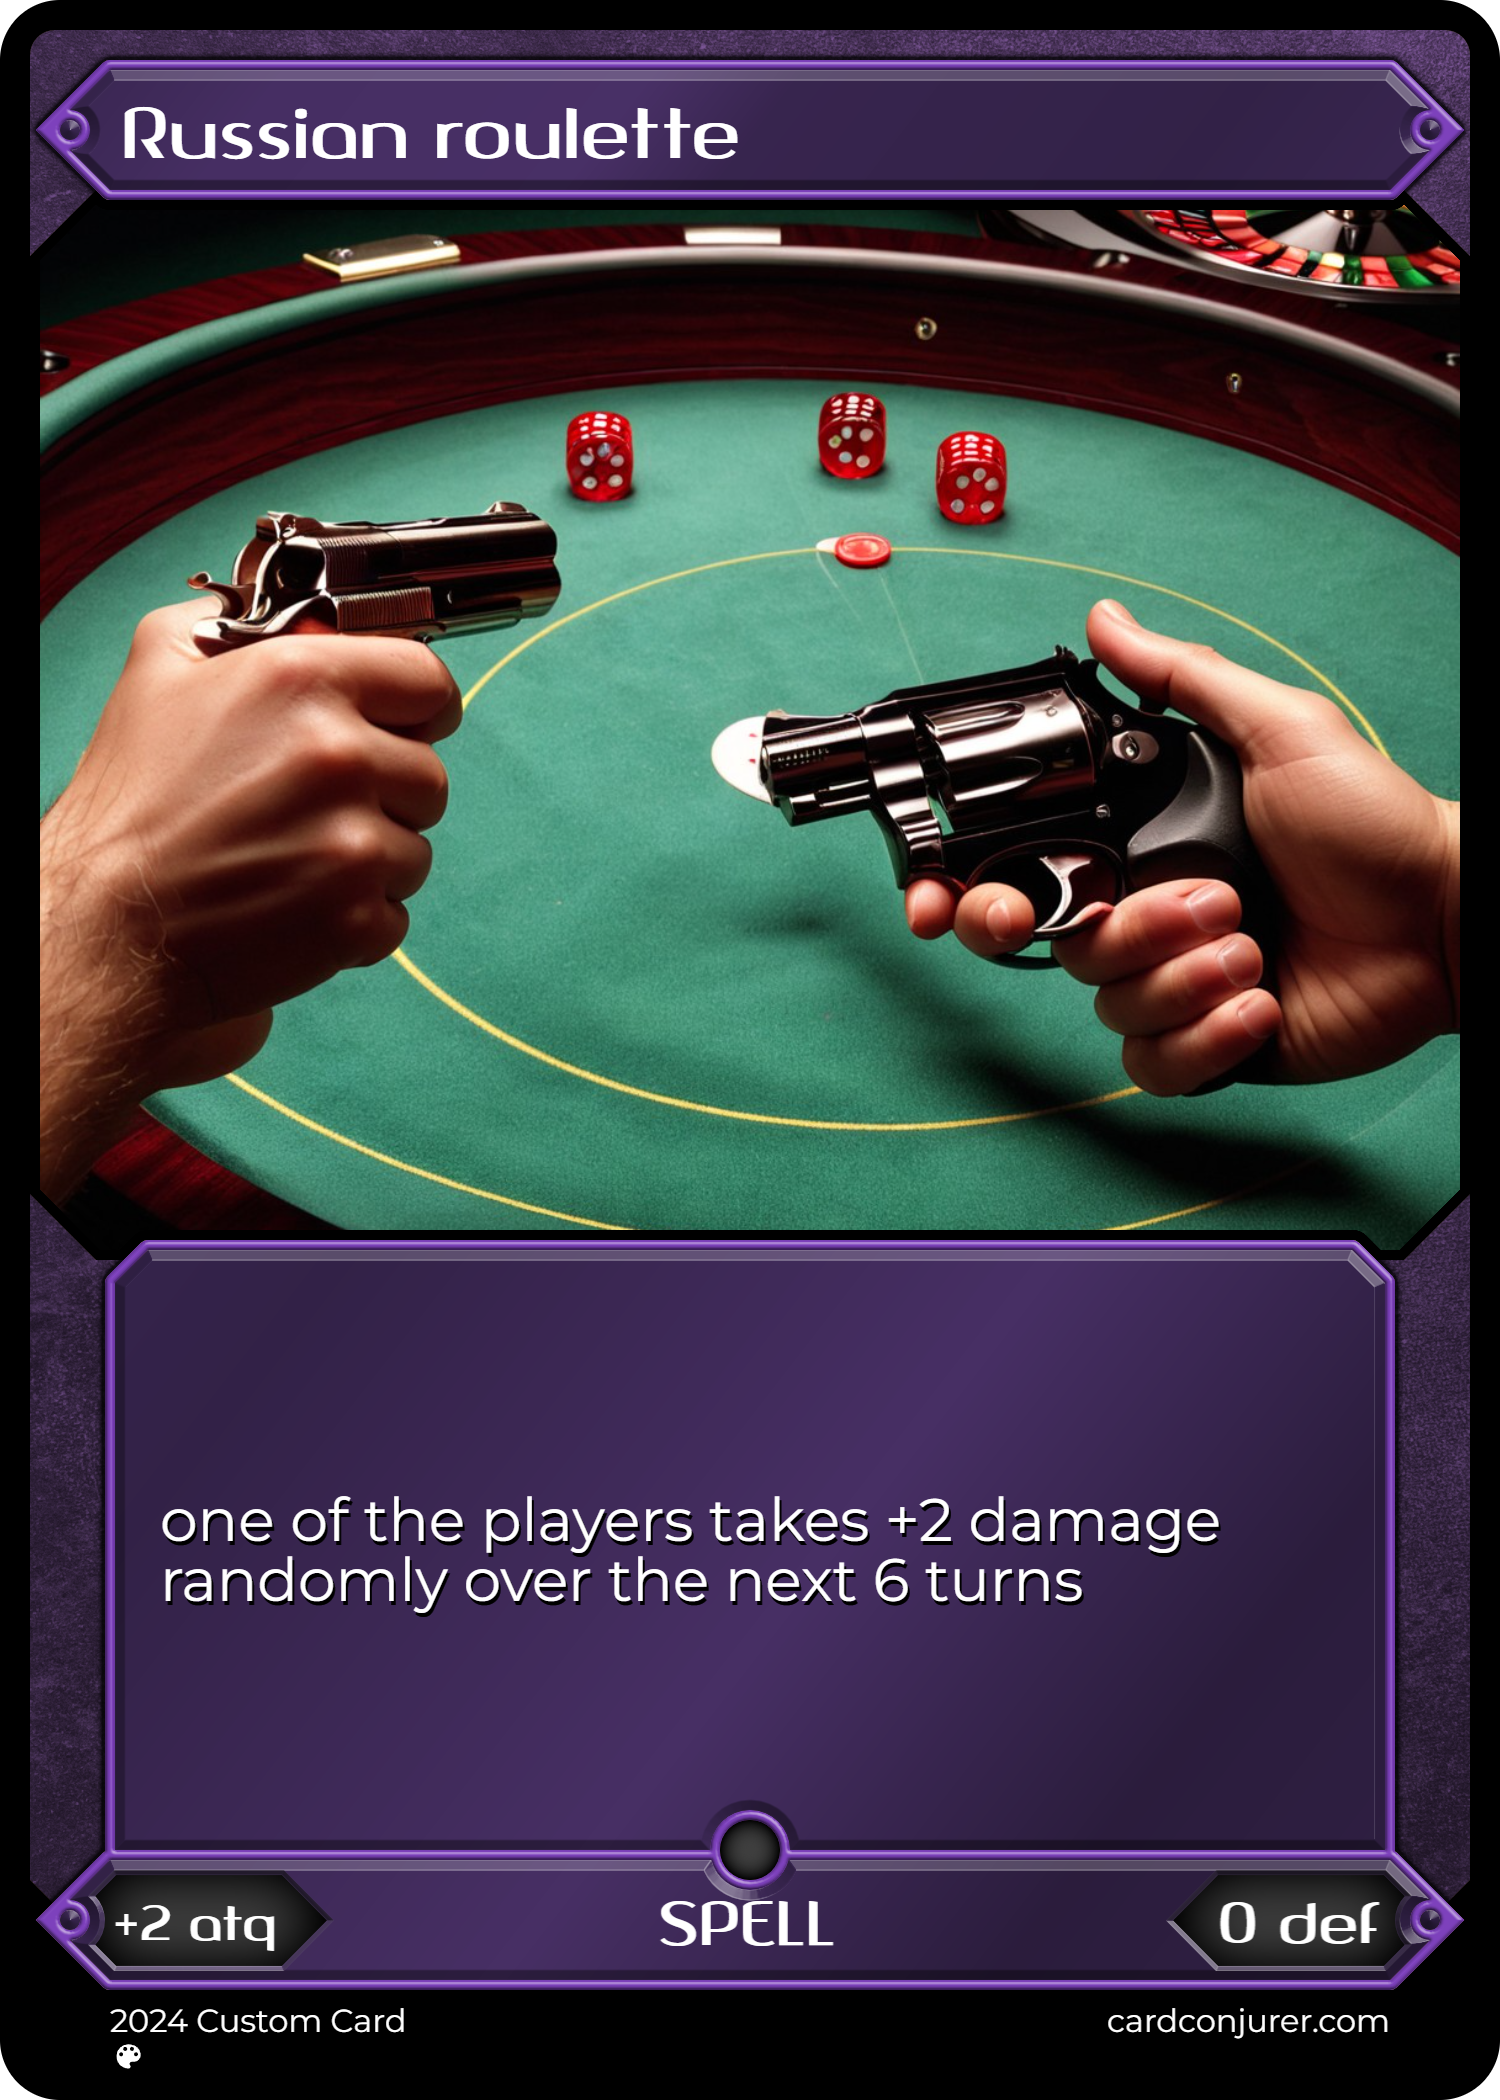 Russian roulette
one of the players takes +2 damage
randomly over the next 6 turns
+2 atq
SPELL
0 def
2024 Custom Card
cardconjurer.com